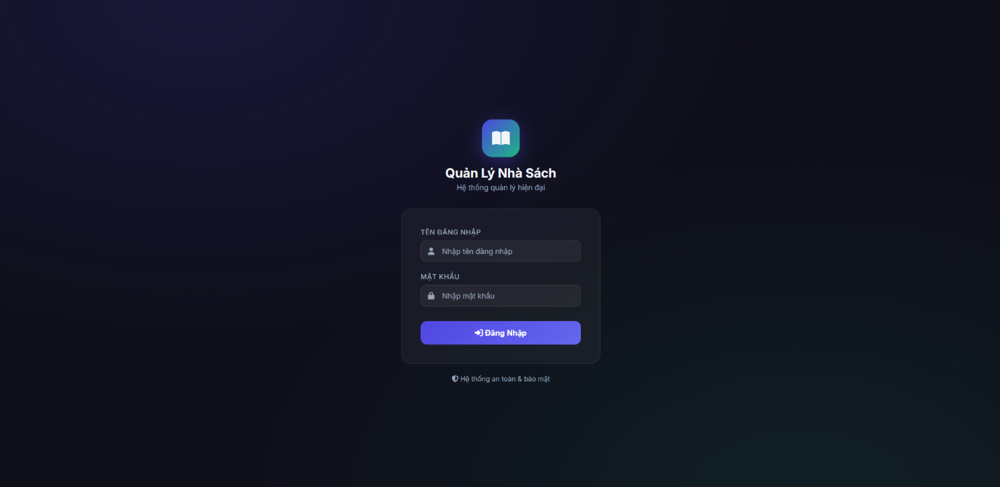 Quản Lý Nhà Sách
Hệ thống quản lý hiện đại
TÊN ĐĂNG NHẬP
Nhập tên đăng nhập
MẬT KHẨU
Nhập mật khẩu
Đăng Nhập
Hệ thống an toàn & bảo mật